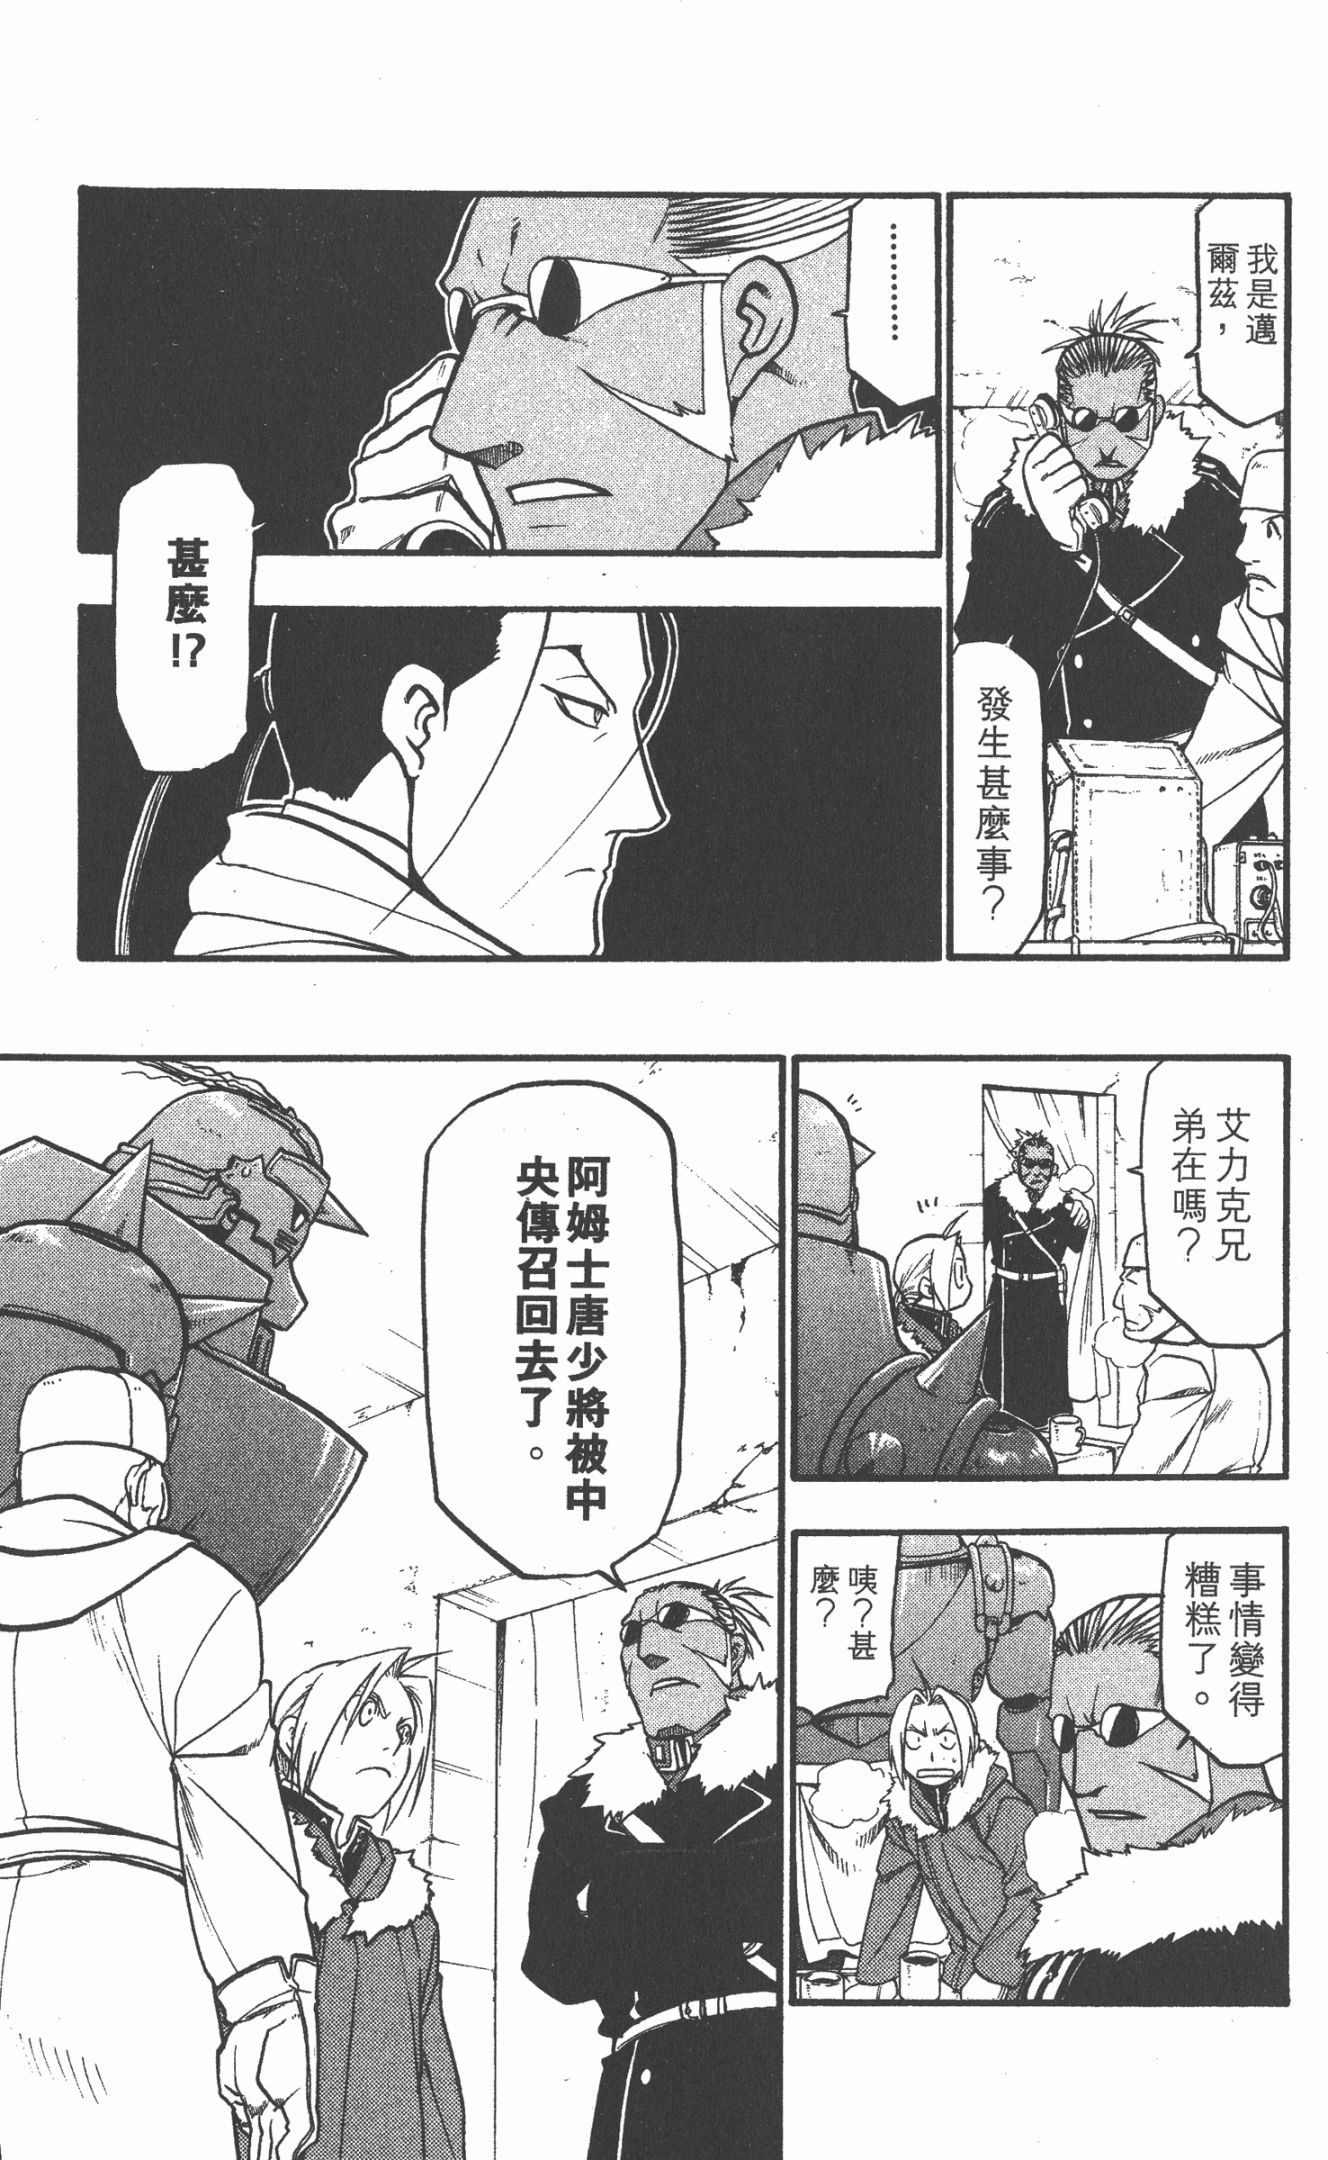 我是邁
爾茲，
發生甚麼事？
………
甚麼!?
艾力克兄
弟在嗎？
事情變得
糟糕了。
咦？甚
麼？
阿姆士唐少將被中
央傳召回去了。